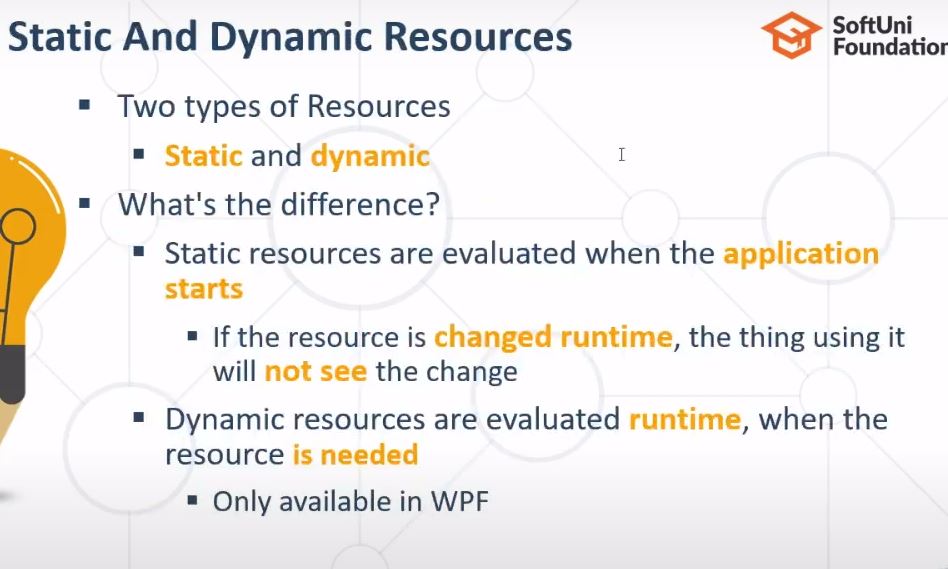 Static And Dynamic Resources
SoftUni
Foundation
Two types of Resources
Static and dynamic
What's the difference?
Static resources are evaluated when the application
starts
If the resource is changed runtime, the thing using it
will not see the change
Dynamic resources are evaluated runtime, when the
resource is needed
Only available in WPF